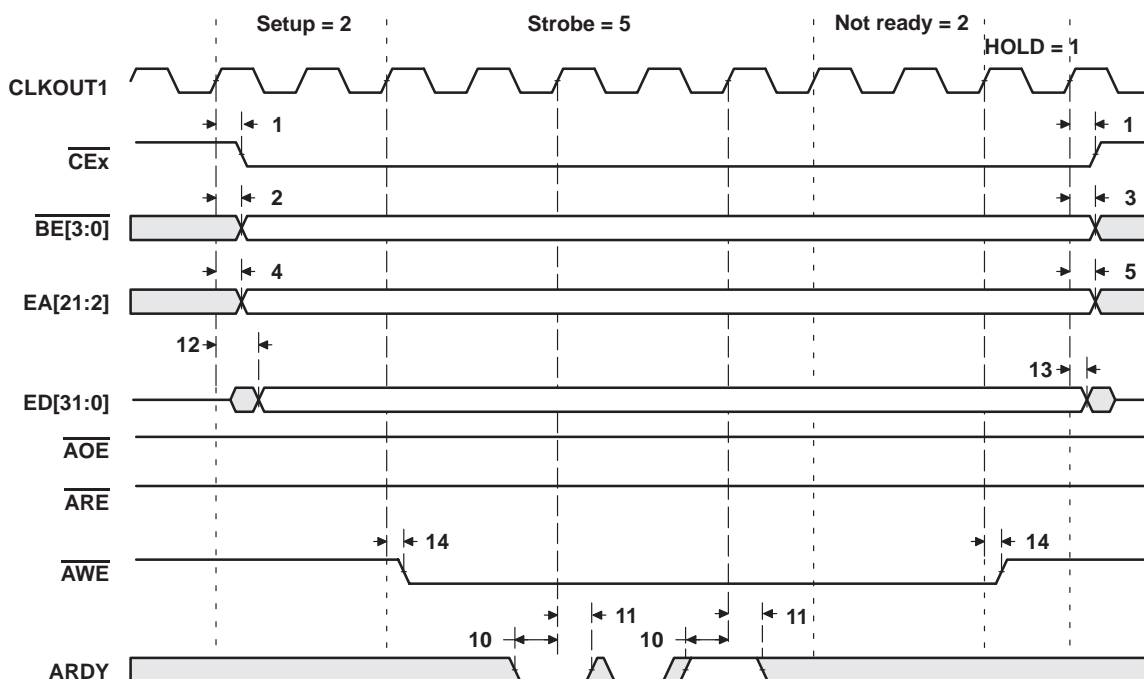 Setup = 2 Strobe = 5 Not ready = 2
HOLD = 1
CLKOUT1
1 1
CEx
2 3
BE[3:0]
4 5
EA[21:2]
12
13
ED[31:0]
AOE
ARE
14 14
AWE
10 11 10 11
ARDY